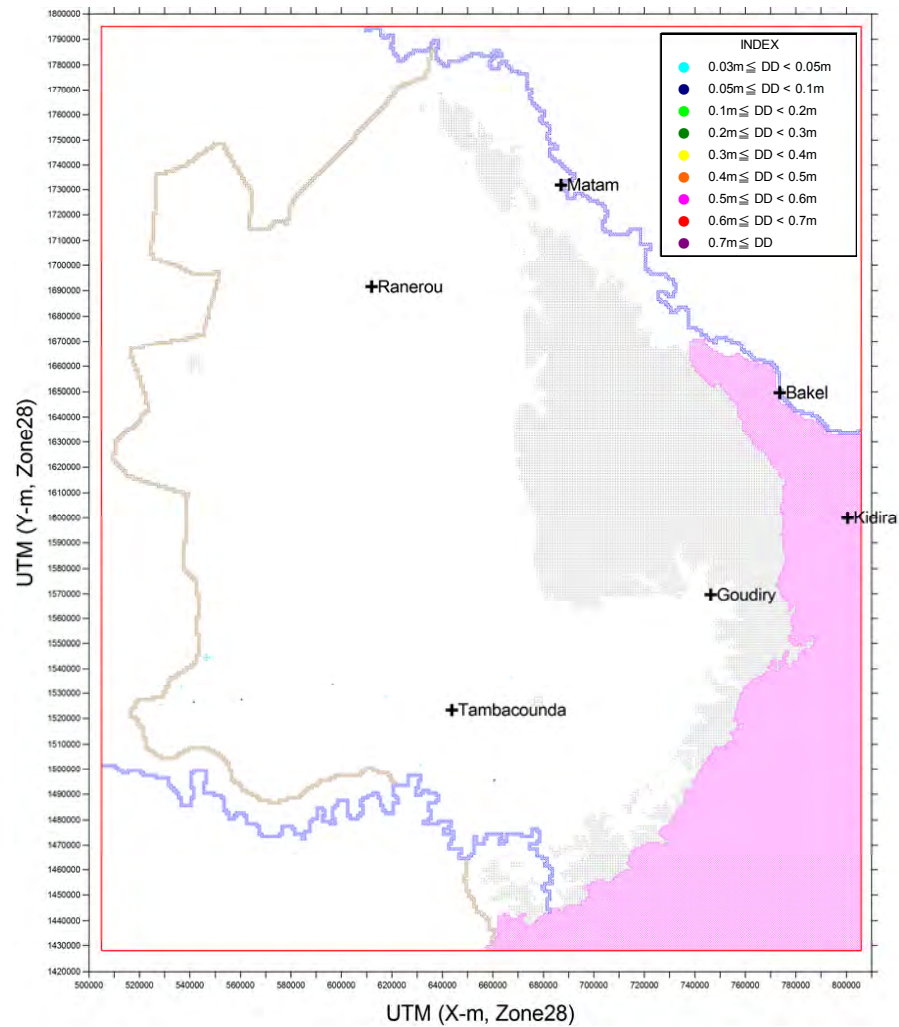 INDEX
0.03m≦ DD < 0.05m
0.05m≦ DD < 0.1m
0.1m≦ DD < 0.2m
0.2m≦ DD < 0.3m
0.3m≦ DD < 0.4m
0.4m≦ DD < 0.5m
0.5m≦ DD < 0.6m
0.6m≦ DD < 0.7m
0.7m≦ DD
Matam
Ranerou
Bakel
Kidira
Goudiry
Tambacounda
UTM (Y-m, Zone28)
1800000
1790000
1780000
1770000
1760000
1750000
1740000
1730000
1720000
1710000
1700000
1690000
1680000
1670000
1660000
1650000
1640000
1630000
1620000
1610000
1600000
1590000
1580000
1570000
1560000
1550000
1540000
1530000
1520000
1510000
1500000
1490000
1480000
1470000
1460000
1450000
1440000
1430000
1420000
500000 520000 540000 560000 580000 600000 620000 640000 660000 680000 700000 720000 740000 760000 780000 800000
UTM (X-m, Zone28)